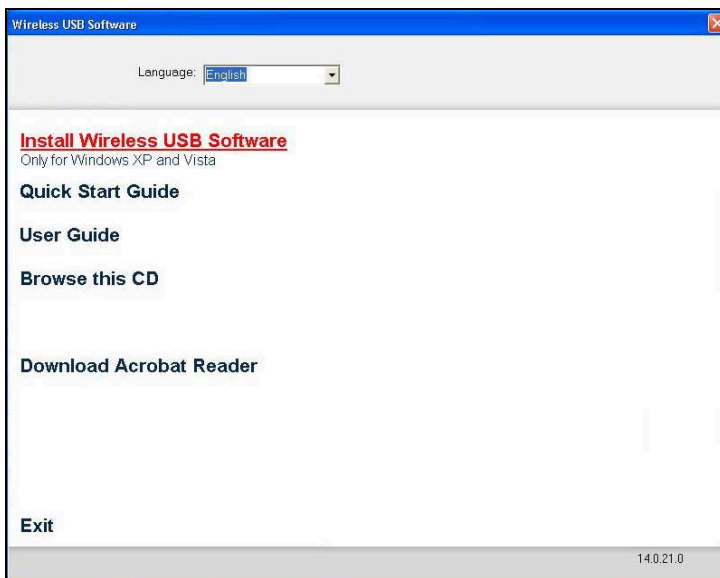 Wireless USB Software
Language: English
Install Wireless USB Software
Only for Windows XP and Vista
Quick Start Guide
User Guide
Browse this CD
Download Acrobat Reader
Exit
14.0.21.0